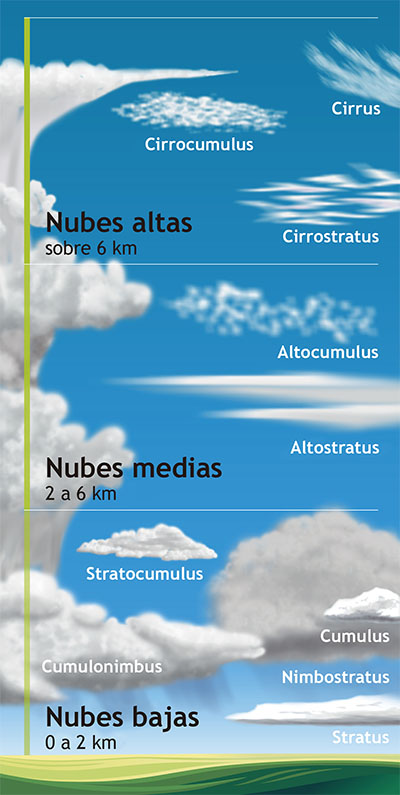 Cirrus
Cirrocumulus
Nubes altas
sobre 6 km
Cirrostratus
Altocumulus
Altostratus
Nubes medias
2 a 6 km
Stratocumulus
Cumulus
Cumulonimbus
Nimbostratus
Nubes bajas
0 a 2 km
Stratus